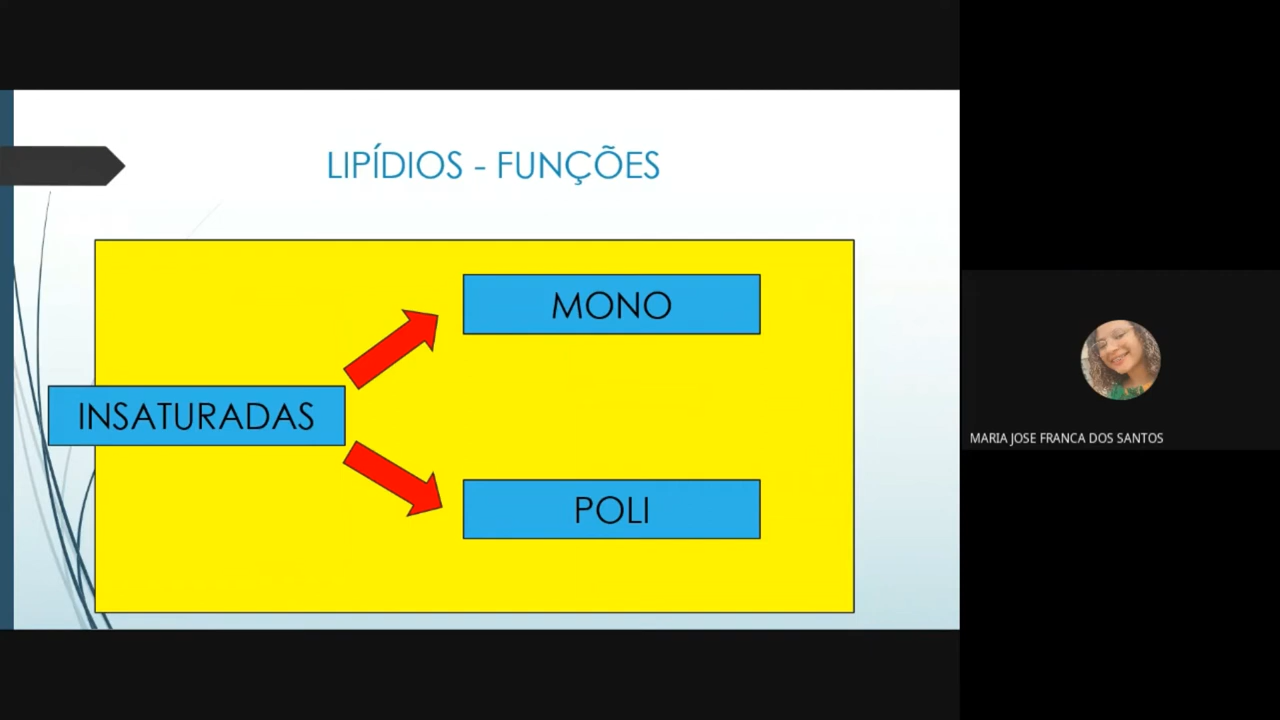 LIPÍDIOS - FUNÇÕES
MONO
INSATURADAS
POLI
MARIA JOSE FRANCA DOS SANTOS